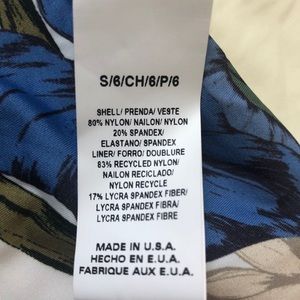 S/6/CH/6/P/6
SHELL/ PRENDA/ VESTE
80% NYLON/ NAILON/ NYLON
20% SPANDEX/
ELASTANO/ SPANDEX/
LINER/ FORRO/ DOUBLURE
83% RECYCLED NYLON/
NAILON RECICLADO/
NYLON RECYCLE
17% LYCRA SPANDEX FIBER/
LYCRA SPANDEX FIBRA/
LYCRA SPANDEX FIBRE
MADE IN U.S.A.
HECHO EN E.U.A.
FABRIQUE AUX E.U.A.